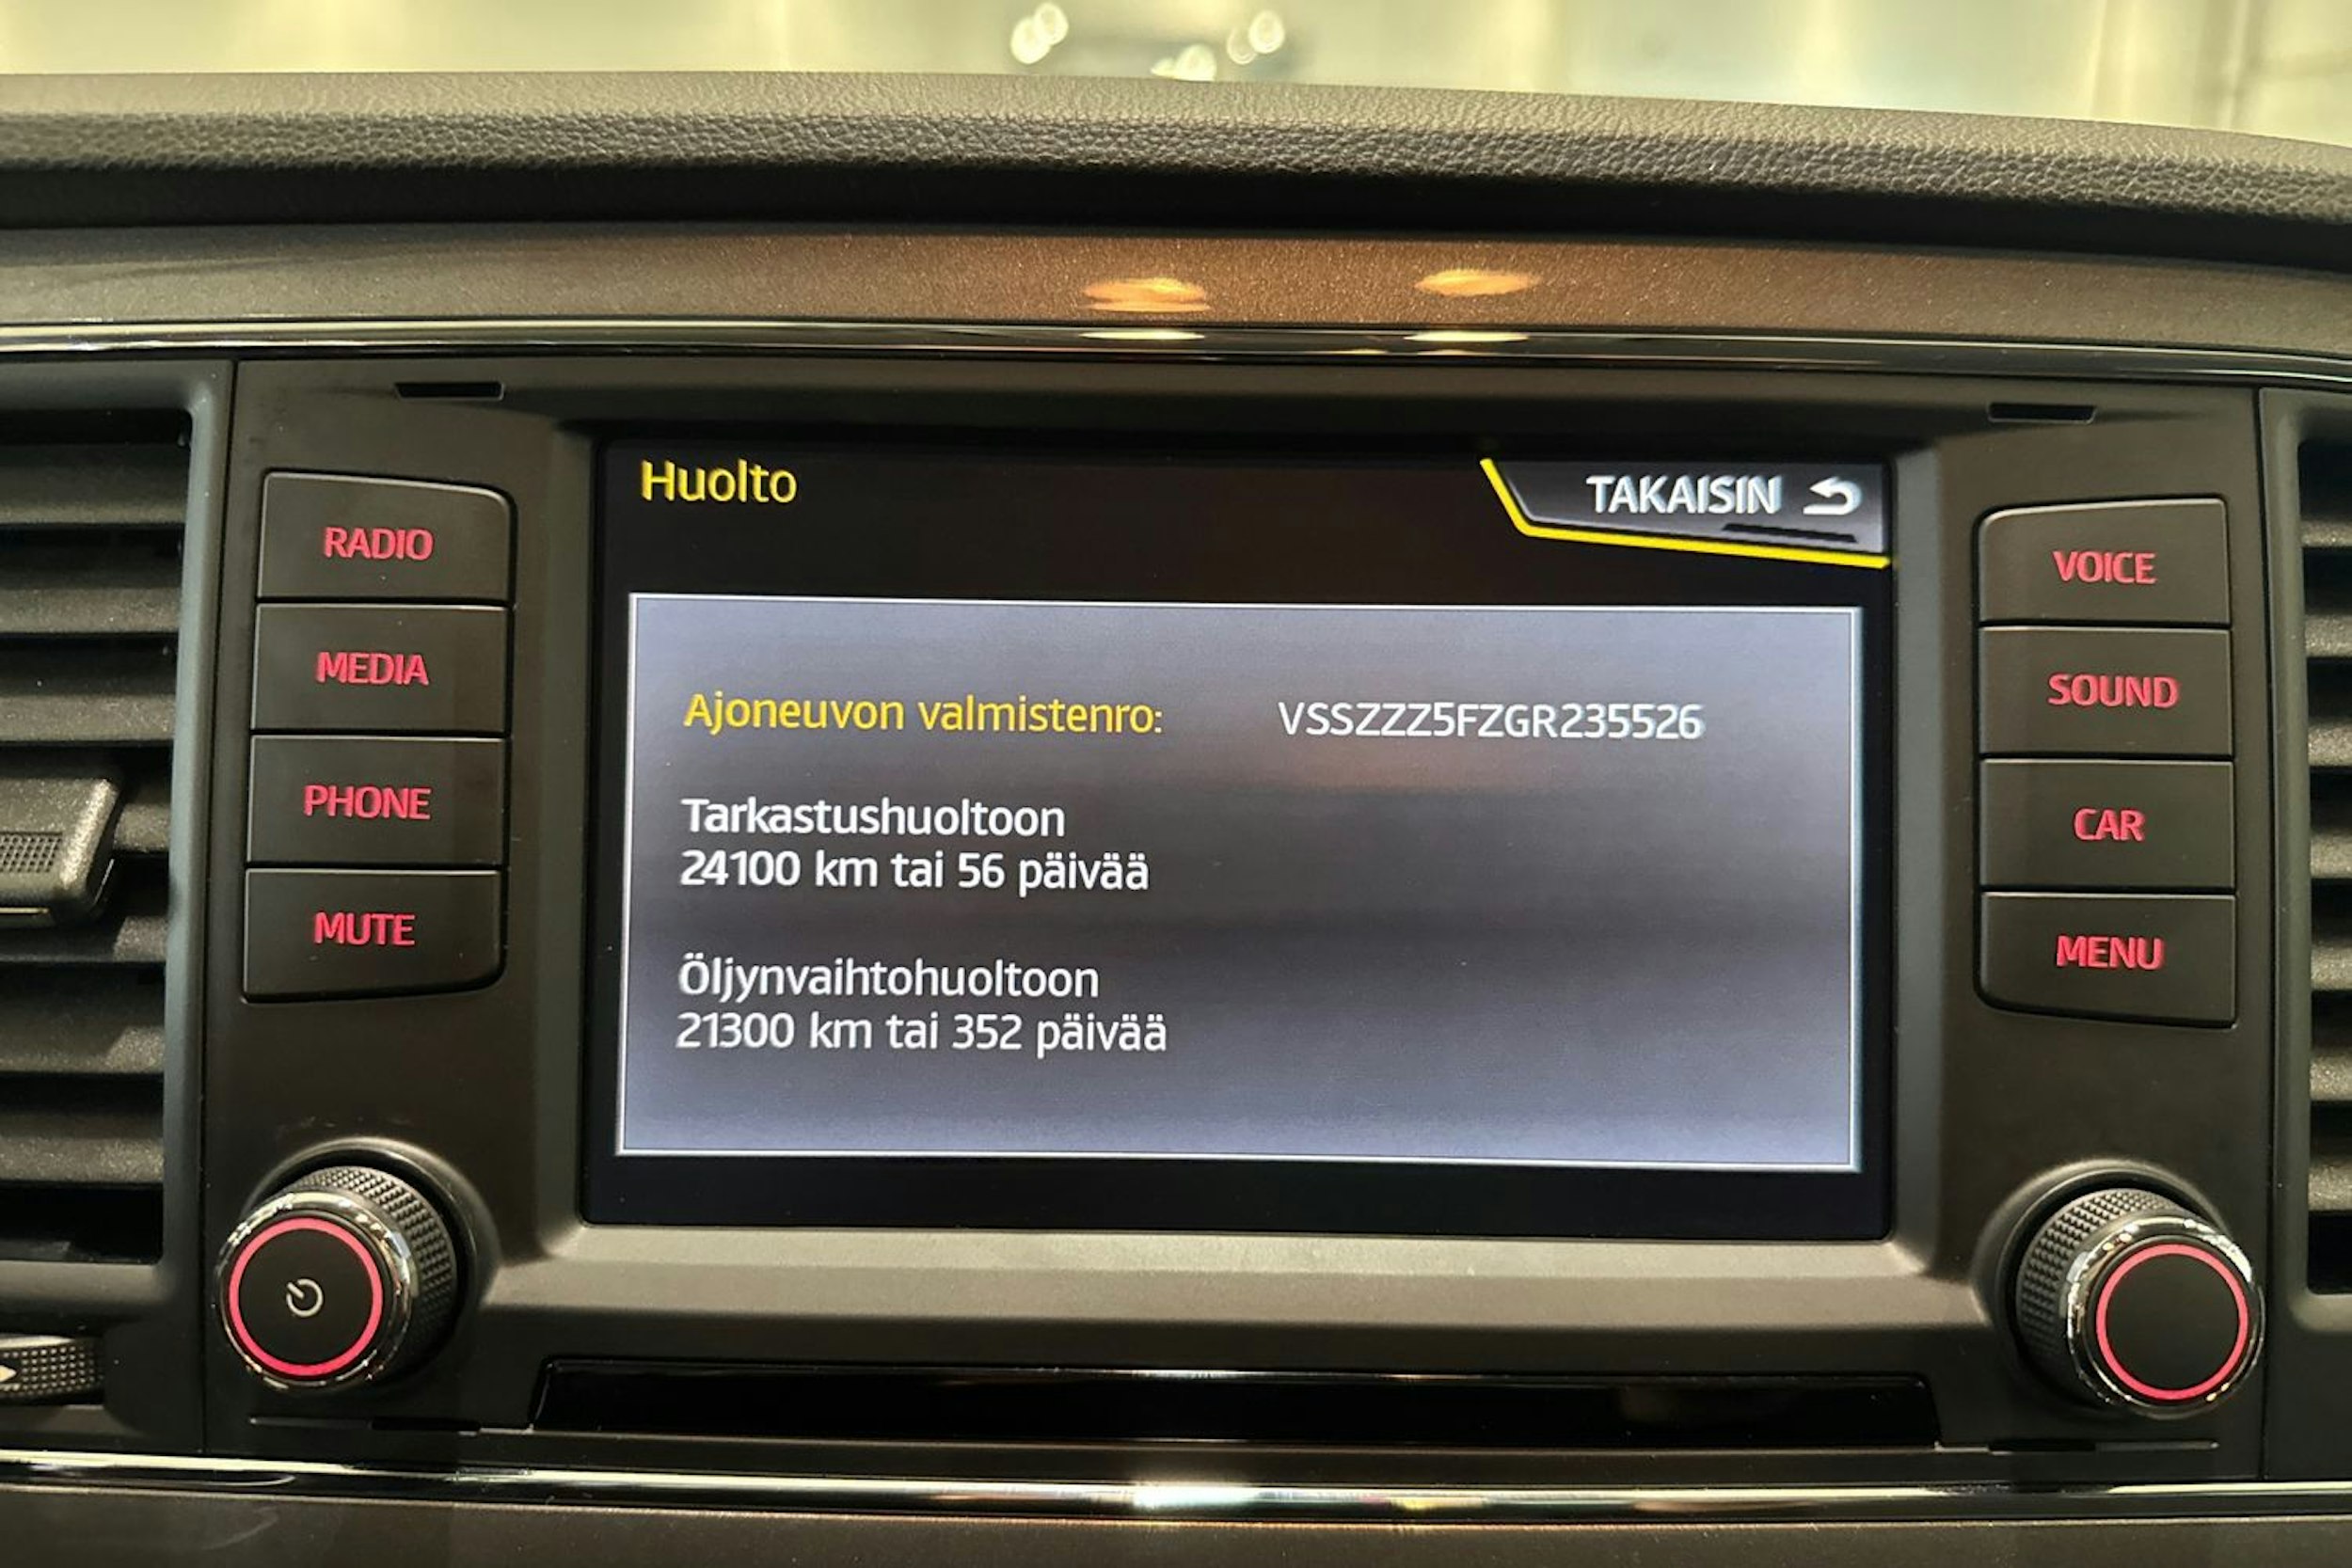 Huolto
TAKAISIN
RADIO
MEDIA
PHONE
MUTE
Ajoneuvon valmistenro: VSSZZZ5FZGR235526
Tarkastushuoltoon
24100 km tai 56 päivää
Öljynvaihtohuoltoon
21300 km tai 352 päivää
VOICE
SOUND
CAR
MENU